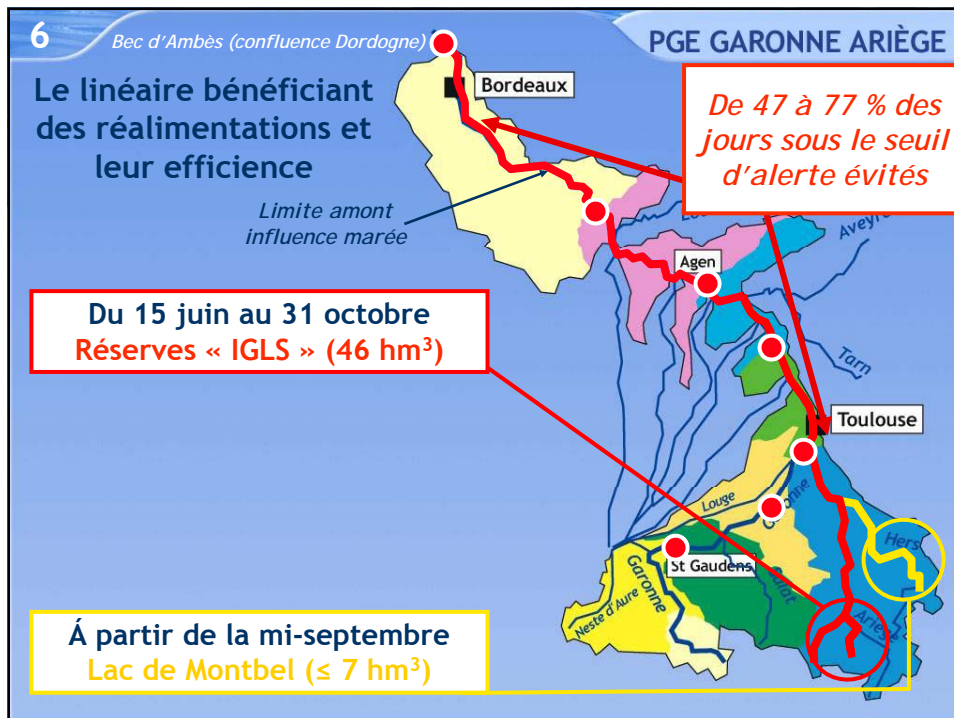 6
Bec d'Ambès (confluence Dordogne)
PGE GARONNE ARIÈGE
Le linéaire bénéficiant
des réalimentations et
leur efficience
Bordeaux
De 47 à 77 % des
jours sous le seuil
d'alerte évités
Limite amont
influence marée
Aveyro
Agen
Du 15 juin au 31 octobre
Réserves « IGLS » (46 hm³)
Tarn
Toulouse
Louge
Garonne
Hers
St Gaudens
Salat
Garonne
Neste d'Aure
Ariège
Á partir de la mi-septembre
Lac de Montbel (≤ 7 hm³)